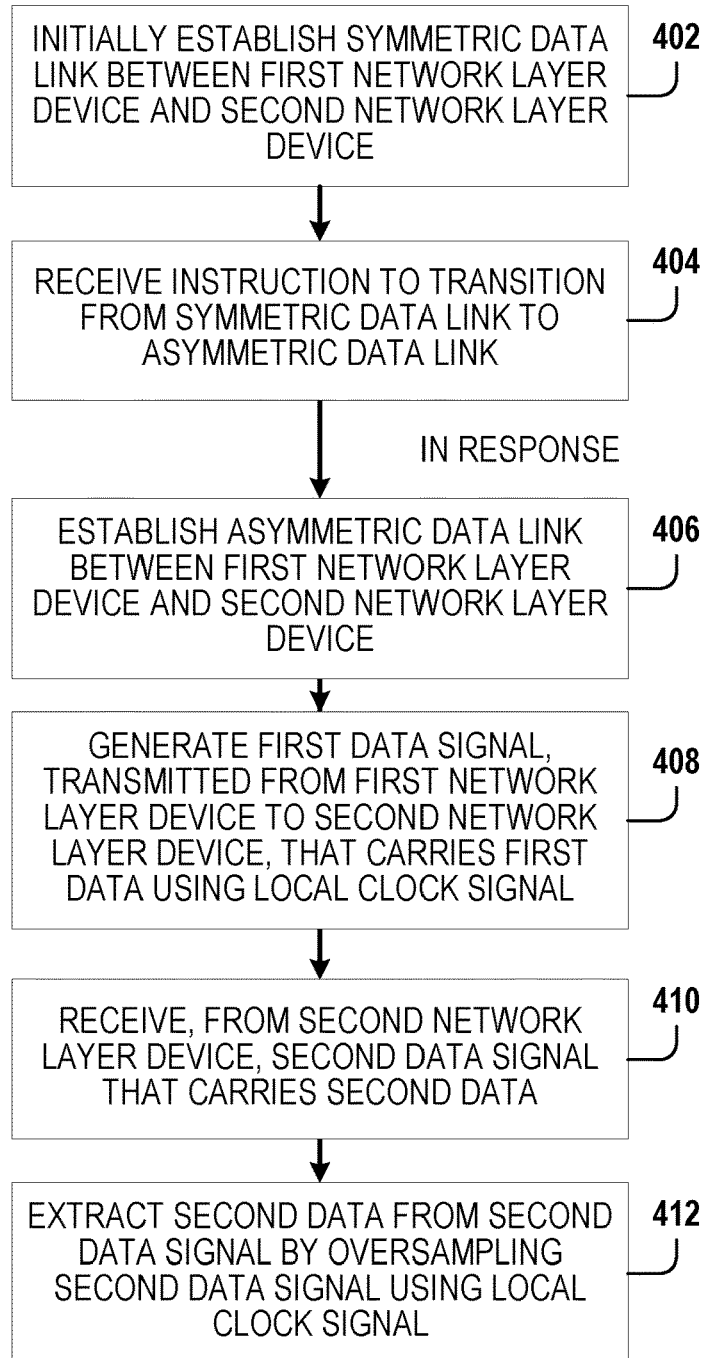 INITIALLY ESTABLISH SYMMETRIC DATA
LINK BETWEEN FIRST NETWORK LAYER
DEVICE AND SECOND NETWORK LAYER
DEVICE
402
RECEIVE INSTRUCTION TO TRANSITION
FROM SYMMETRIC DATA LINK TO
ASYMMETRIC DATA LINK
404
IN RESPONSE
ESTABLISH ASYMMETRIC DATA LINK
BETWEEN FIRST NETWORK LAYER
DEVICE AND SECOND NETWORK LAYER
DEVICE
406
GENERATE FIRST DATA SIGNAL,
TRANSMITTED FROM FIRST NETWORK
LAYER DEVICE TO SECOND NETWORK
LAYER DEVICE, THAT CARRIES FIRST
DATA USING LOCAL CLOCK SIGNAL
408
RECEIVE, FROM SECOND NETWORK
LAYER DEVICE, SECOND DATA SIGNAL
THAT CARRIES SECOND DATA
410
EXTRACT SECOND DATA FROM SECOND
DATA SIGNAL BY OVERSAMPLING
SECOND DATA SIGNAL USING LOCAL
CLOCK SIGNAL
412